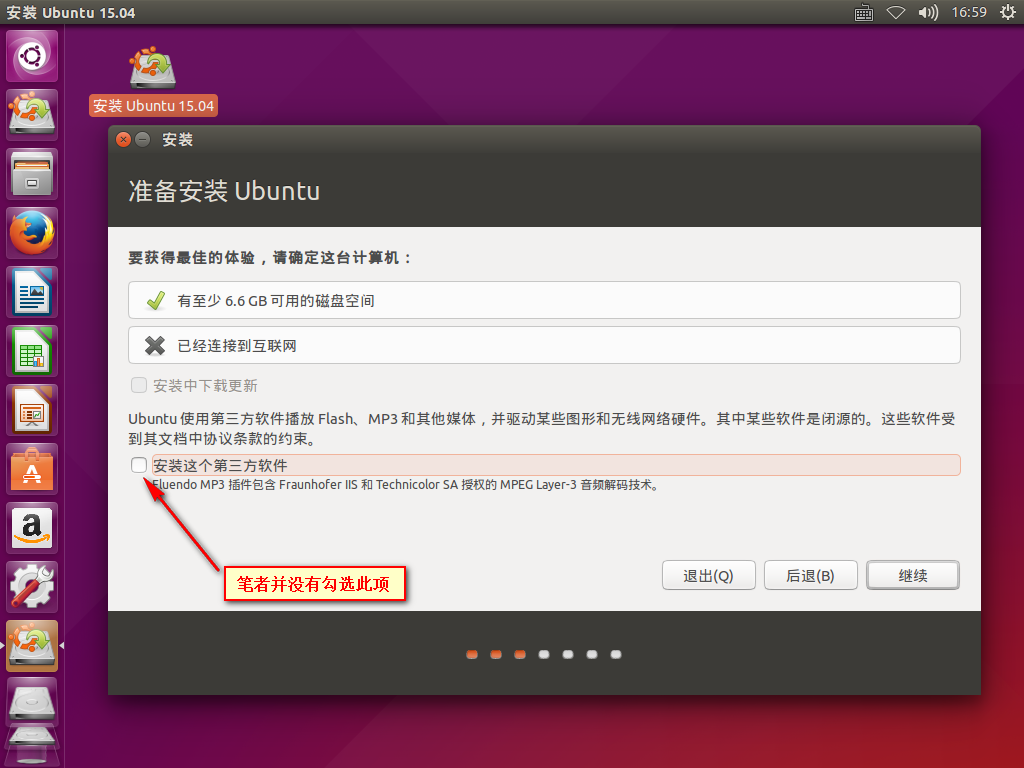 安装 Ubuntu 15.04
16:59
安装 Ubuntu 15.04
安装
准备安装 Ubuntu
要获得最佳的体验，请确定这台计算机：
有至少 6.6 GB 可用的磁盘空间
已经连接到互联网
安装中下载更新
Ubuntu 使用第三方软件播放 Flash、MP3 和其他媒体，并驱动某些图形和无线网络硬件。其中某些软件是闭源的。这些软件受
到其文档中协议条款的约束。
安装这个第三方软件
Fluendo MP3 插件包含 Fraunhofer IIS 和 Technicolor SA 授权的 MPEG Layer-3 音频解码技术。
笔者并没有勾选此项
退出(Q)
后退(B)
继续